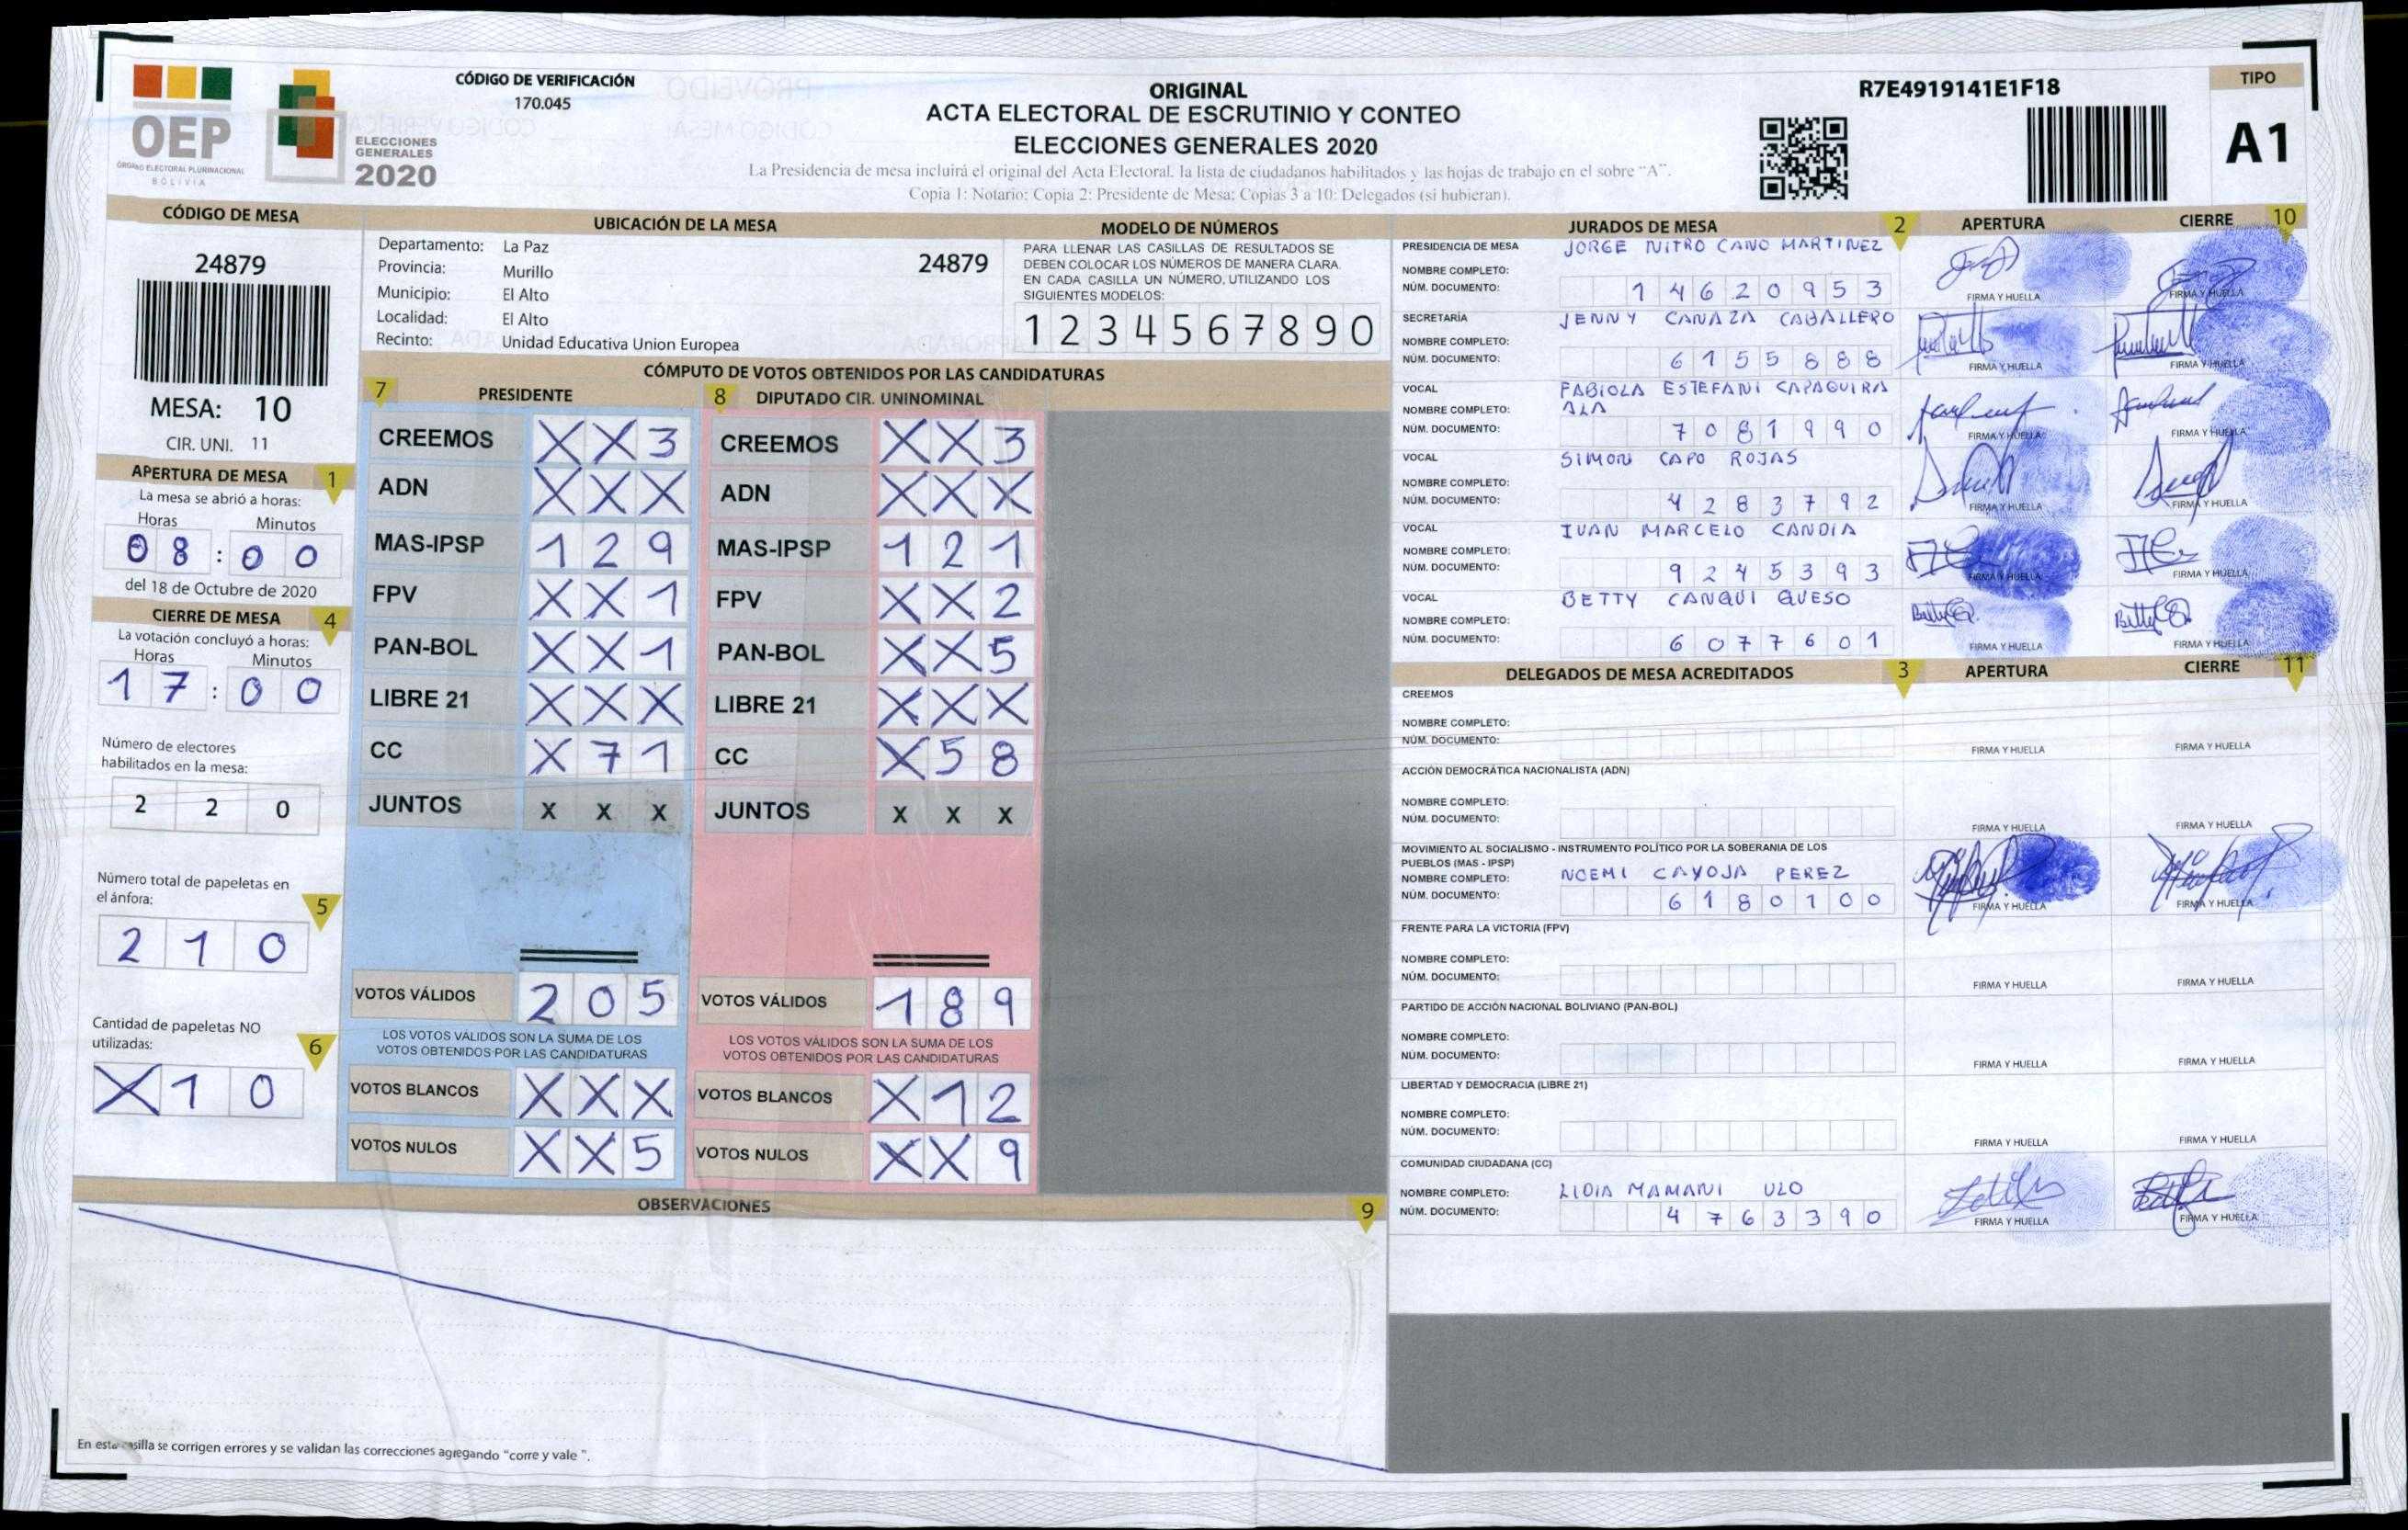 OEP
ÓRGANO ELECTORAL PLURINACIONAL
BOLIVIA
ELECCIONES
GENERALES
2020
CÓDIGO DE VERIFICACIÓN
170.045
ORIGINAL
ACTA ELECTORAL DE ESCRUTINIO Y CONTEO
ELECCIONES GENERALES 2020
La Presidencia de mesa incluirá el original del Acta Electoral, la lista de ciudadanos habilitados y las hojas de trabajo en el sobre "A".
Copia 1: Notario; Copia 2: Presidente de Mesa; Copias 3 a 10: Delegados (si hubieran).
R7E4919141E1F18
TIPO
A1
CÓDIGO DE MESA
24879
MESA: 10
CIR. UNI. 11
APERTURA DE MESA 1
La mesa se abrió a horas:
Horas Minutos
0 8 : 0 0
del 18 de Octubre de 2020
CIERRE DE MESA 4
La votación concluyó a horas:
Horas Minutos
1 7 : 0 0
Número de electores
habilitados en la mesa:
2 2 0
Número total de papeletas en
el ánfora: 5
2 1 0
Cantidad de papeletas NO
utilizadas: 6
X 1 0
UBICACIÓN DE LA MESA
Departamento: La Paz
Provincia: Murillo 24879
Municipio: El Alto
Localidad: El Alto
Recinto: Unidad Educativa Union Europea
MODELO DE NÚMEROS
PARA LLENAR LAS CASILLAS DE RESULTADOS SE
DEBEN COLOCAR LOS NÚMEROS DE MANERA CLARA.
EN CADA CASILLA UN NÚMERO, UTILIZANDO LOS
SIGUIENTES MODELOS:
1 2 3 4 5 6 7 8 9 0
CÓMPUTO DE VOTOS OBTENIDOS POR LAS CANDIDATURAS
7 PRESIDENTE 8 DIPUTADO CIR. UNINOMINAL
CREEMOS X X 3 CREEMOS X X 3
ADN X X X ADN X X X
MAS-IPSP 1 2 9 MAS-IPSP 1 2 1
FPV X X 1 FPV X X 2
PAN-BOL X X 1 PAN-BOL X X 5
LIBRE 21 X X X LIBRE 21 X X X
CC X 7 1 CC X 5 8
JUNTOS X X X JUNTOS X X X
VOTOS VÁLIDOS 2 0 5 VOTOS VÁLIDOS 1 8 9
LOS VOTOS VÁLIDOS SON LA SUMA DE LOS LOS VOTOS VÁLIDOS SON LA SUMA DE LOS
VOTOS OBTENIDOS POR LAS CANDIDATURAS VOTOS OBTENIDOS POR LAS CANDIDATURAS
VOTOS BLANCOS X X X VOTOS BLANCOS X 1 2
VOTOS NULOS X X 5 VOTOS NULOS X X 9
OBSERVACIONES 9
En esta casilla se corrigen errores y se validan las correcciones agregando "corre y vale ".
JURADOS DE MESA 2 APERTURA CIERRE 10
PRESIDENCIA DE MESA JORGE NITRO CANO MARTINEZ
NOMBRE COMPLETO:
NÚM. DOCUMENTO: 1 4 6 2 0 9 5 3 FIRMA Y HUELLA FIRMA Y HUELLA
SECRETARÍA JENNY CANAZA CABALLERO
NOMBRE COMPLETO:
NÚM. DOCUMENTO: 6 1 5 5 8 8 8 FIRMA Y HUELLA FIRMA Y HUELLA
VOCAL FABIOLA ESTEFANI CAPAQUIRA
NOMBRE COMPLETO: ALA
NÚM. DOCUMENTO: 7 0 8 1 9 9 0 FIRMA Y HUELLA FIRMA Y HUELLA
VOCAL SIMON CAPO ROJAS
NOMBRE COMPLETO:
NÚM. DOCUMENTO: 4 2 8 3 7 9 2 FIRMA Y HUELLA FIRMA Y HUELLA
VOCAL IVAN MARCELO CANDIA
NOMBRE COMPLETO:
NÚM. DOCUMENTO: 9 2 4 5 3 9 3 FIRMA Y HUELLA FIRMA Y HUELLA
VOCAL BETTY CANQUI QUESO
NOMBRE COMPLETO:
NÚM. DOCUMENTO: 6 0 7 7 6 0 1 FIRMA Y HUELLA FIRMA Y HUELLA
DELEGADOS DE MESA ACREDITADOS 3 APERTURA CIERRE 11
CREEMOS
NOMBRE COMPLETO:
NÚM. DOCUMENTO: FIRMA Y HUELLA FIRMA Y HUELLA
ACCIÓN DEMOCRÁTICA NACIONALISTA (ADN)
NOMBRE COMPLETO:
NÚM. DOCUMENTO: FIRMA Y HUELLA FIRMA Y HUELLA
MOVIMIENTO AL SOCIALISMO - INSTRUMENTO POLÍTICO POR LA SOBERANIA DE LOS
PUEBLOS (MAS - IPSP)
NOMBRE COMPLETO: NOEMI CAYOJA PEREZ
NÚM. DOCUMENTO: 6 1 8 0 1 0 0 FIRMA Y HUELLA FIRMA Y HUELLA
FRENTE PARA LA VICTORIA (FPV)
NOMBRE COMPLETO:
NÚM. DOCUMENTO: FIRMA Y HUELLA FIRMA Y HUELLA
PARTIDO DE ACCIÓN NACIONAL BOLIVIANO (PAN-BOL)
NOMBRE COMPLETO:
NÚM. DOCUMENTO: FIRMA Y HUELLA FIRMA Y HUELLA
LIBERTAD Y DEMOCRACIA (LIBRE 21)
NOMBRE COMPLETO:
NÚM. DOCUMENTO: FIRMA Y HUELLA FIRMA Y HUELLA
COMUNIDAD CIUDADANA (CC)
NOMBRE COMPLETO: LIDIA MAMANI ULO
NÚM. DOCUMENTO: 4 7 6 3 3 9 0 FIRMA Y HUELLA FIRMA Y HUELLA